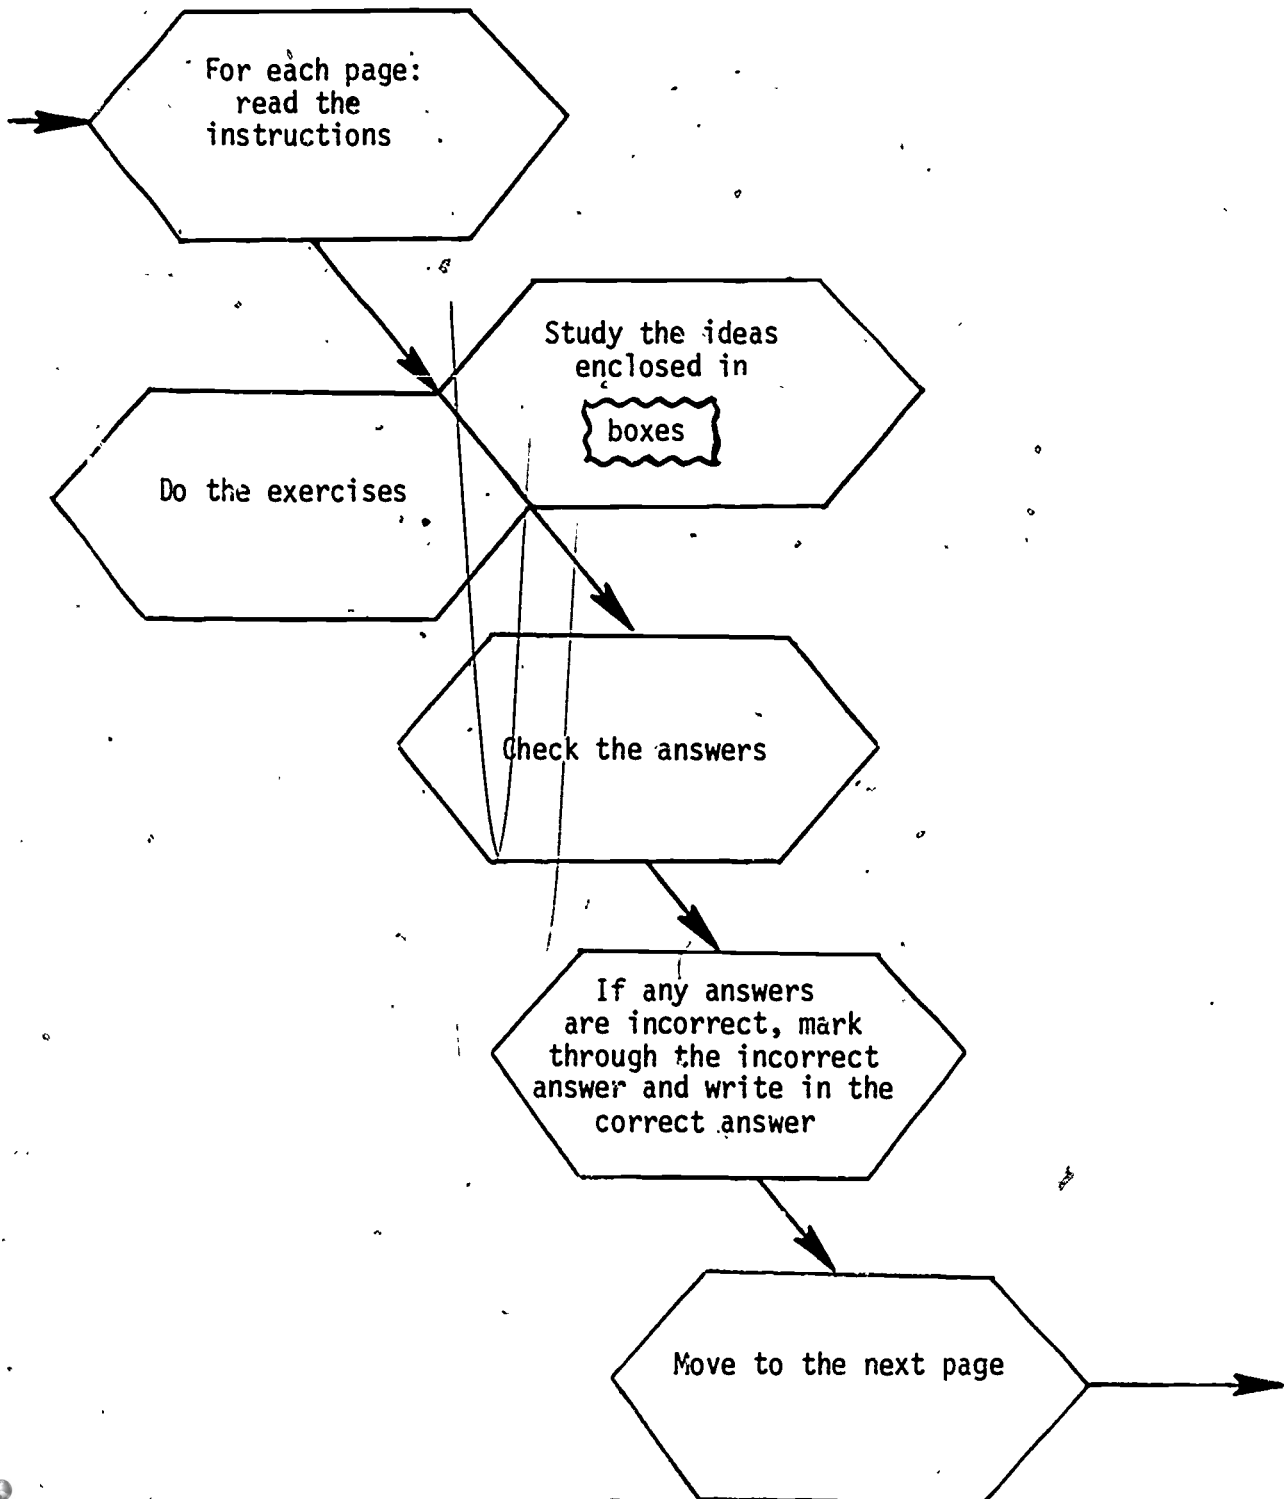 For each page:
read the
instructions
Study the ideas
enclosed in
boxes
Do the exercises
Check the answers
If any answers
are incorrect, mark
through the incorrect
answer and write in the
correct answer
Move to the next page